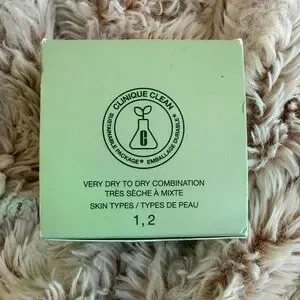 CLINIQUE CLEAN
SUSTAINABLE PACKAGE* EMBALLAGE DURABLE*
C
VERY DRY TO DRY COMBINATION
TRÈS SÈCHE À MIXTE
SKIN TYPES / TYPES DE PEAU
1, 2